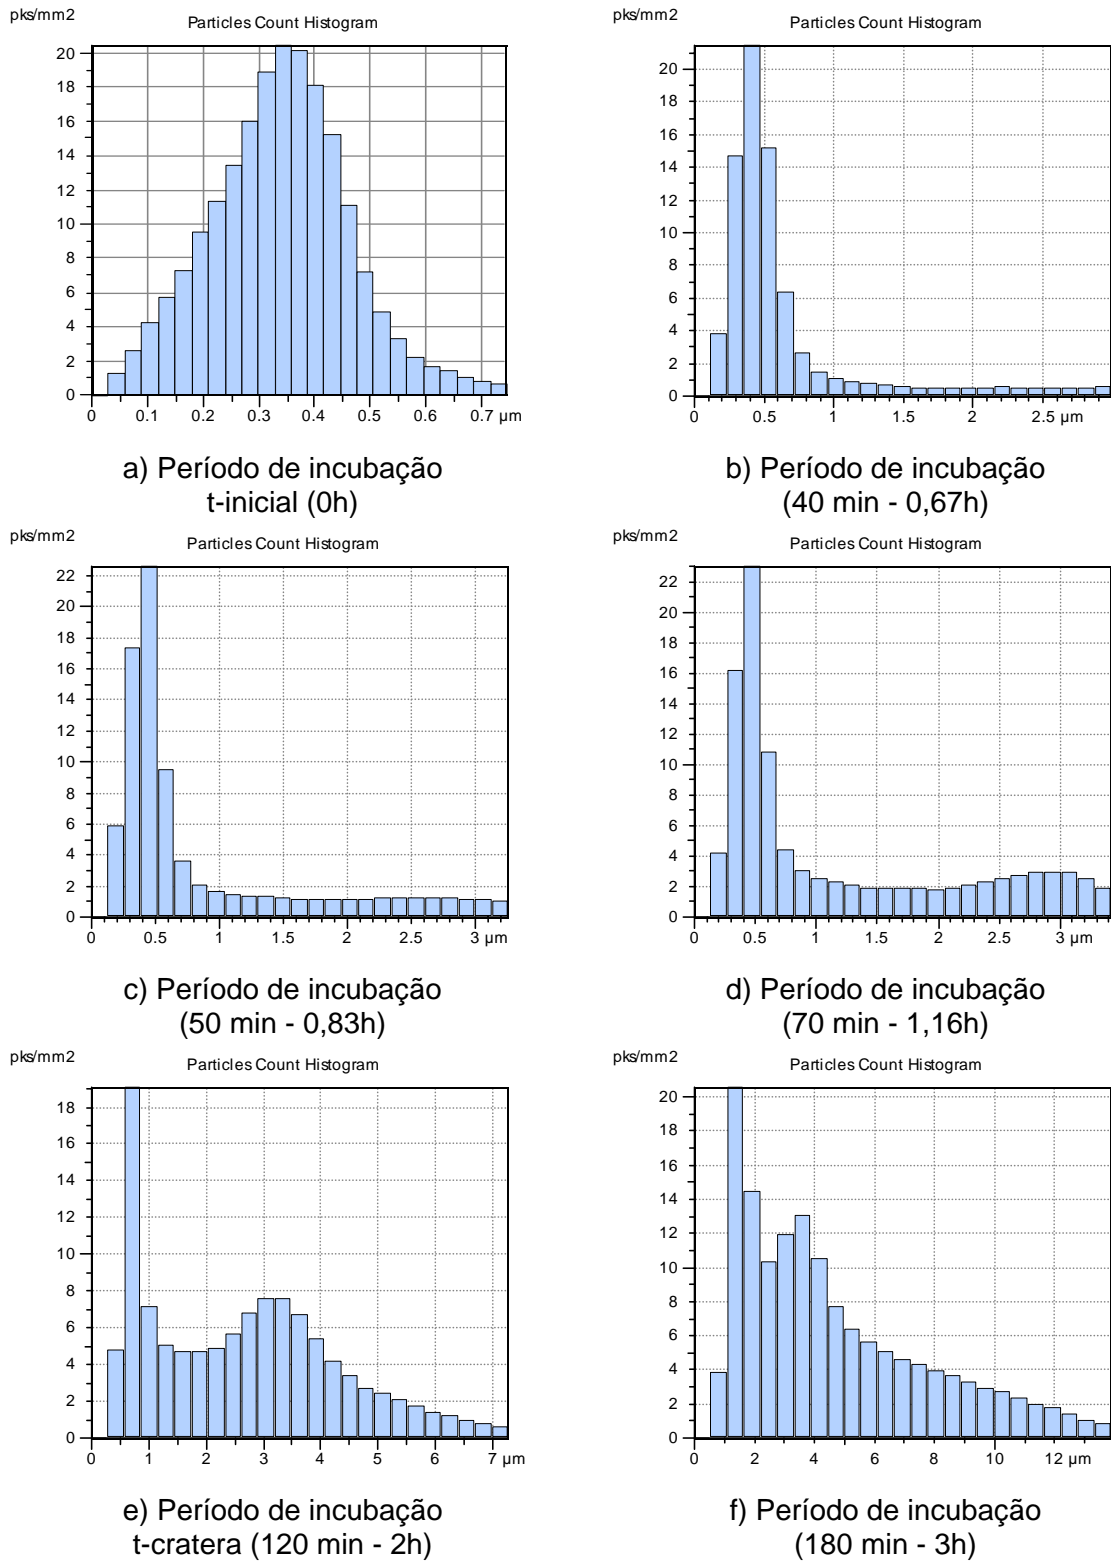 pks/mm2
Particles Count Histogram
20
18
16
14
12
10
8
6
4
2
0
0 0.1 0.2 0.3 0.4 0.5 0.6 0.7 µm
a) Período de incubação
t-inicial (0h)
pks/mm2
Particles Count Histogram
20
18
16
14
12
10
8
6
4
2
0
0 0.5 1 1.5 2 2.5 µm
b) Período de incubação
(40 min - 0,67h)
pks/mm2
Particles Count Histogram
22
20
18
16
14
12
10
8
6
4
2
0
0 0.5 1 1.5 2 2.5 3 µm
c) Período de incubação
(50 min - 0,83h)
pks/mm2
Particles Count Histogram
22
20
18
16
14
12
10
8
6
4
2
0
0 0.5 1 1.5 2 2.5 3 µm
d) Período de incubação
(70 min - 1,16h)
pks/mm2
Particles Count Histogram
18
16
14
12
10
8
6
4
2
0
0 1 2 3 4 5 6 7 µm
e) Período de incubação
t-cratera (120 min - 2h)
pks/mm2
Particles Count Histogram
20
18
16
14
12
10
8
6
4
2
0
0 2 4 6 8 10 12 µm
f) Período de incubação
(180 min - 3h)